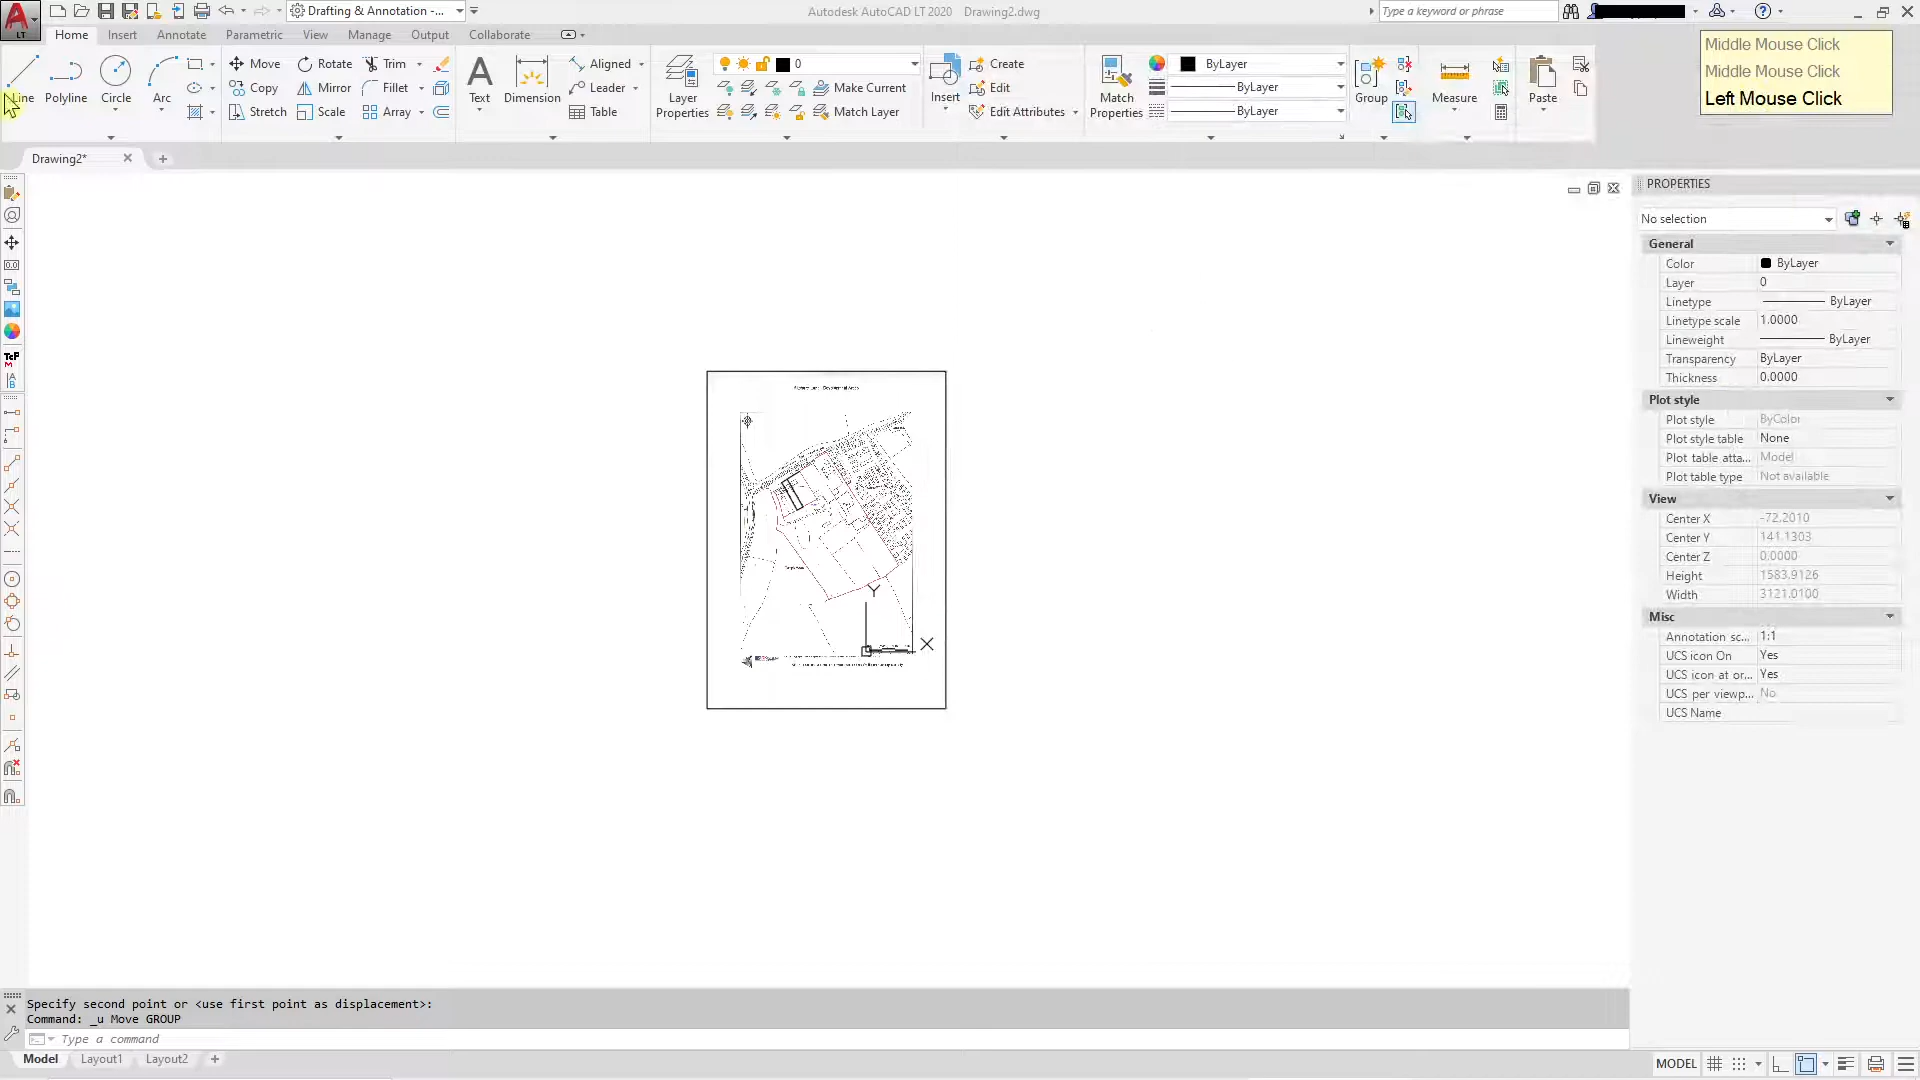 LT
Drafting & Annotation -...
Autodesk AutoCAD LT 2020 Drawing2.dwg
Type a keyword or phrase
Home Insert Annotate Parametric View Manage Output Collaborate
Middle Mouse Click
Middle Mouse Click
Left Mouse Click
Line
Polyline
Circle
Arc
Move Rotate Trim
Copy Mirror Fillet
Stretch Scale Array
Text
Dimension
Aligned
Leader
Table
Layer
Properties
0
Make Current
Match Layer
Insert
Create
Edit
Edit Attributes
Match
Properties
ByLayer
ByLayer
ByLayer
Group
Measure
Paste
Drawing2*
PROPERTIES
No selection
General
Color ByLayer
Layer 0
Linetype ByLayer
Linetype scale 1.0000
Lineweight ByLayer
Transparency ByLayer
Thickness 0.0000
Plot style
Plot style ByColor
Plot style table None
Plot table atta... Model
Plot table type Not available
View
Center X -72.2010
Center Y 141.1303
Center Z 0.0000
Height 1583.9126
Width 3121.0100
Misc
Annotation sc... 1:1
UCS icon On Yes
UCS icon at or... Yes
UCS per viewp... No
UCS Name
Y
X
Specify second point or <use first point as displacement>:
Command: _u Move GROUP
Type a command
Model Layout1 Layout2 +
MODEL